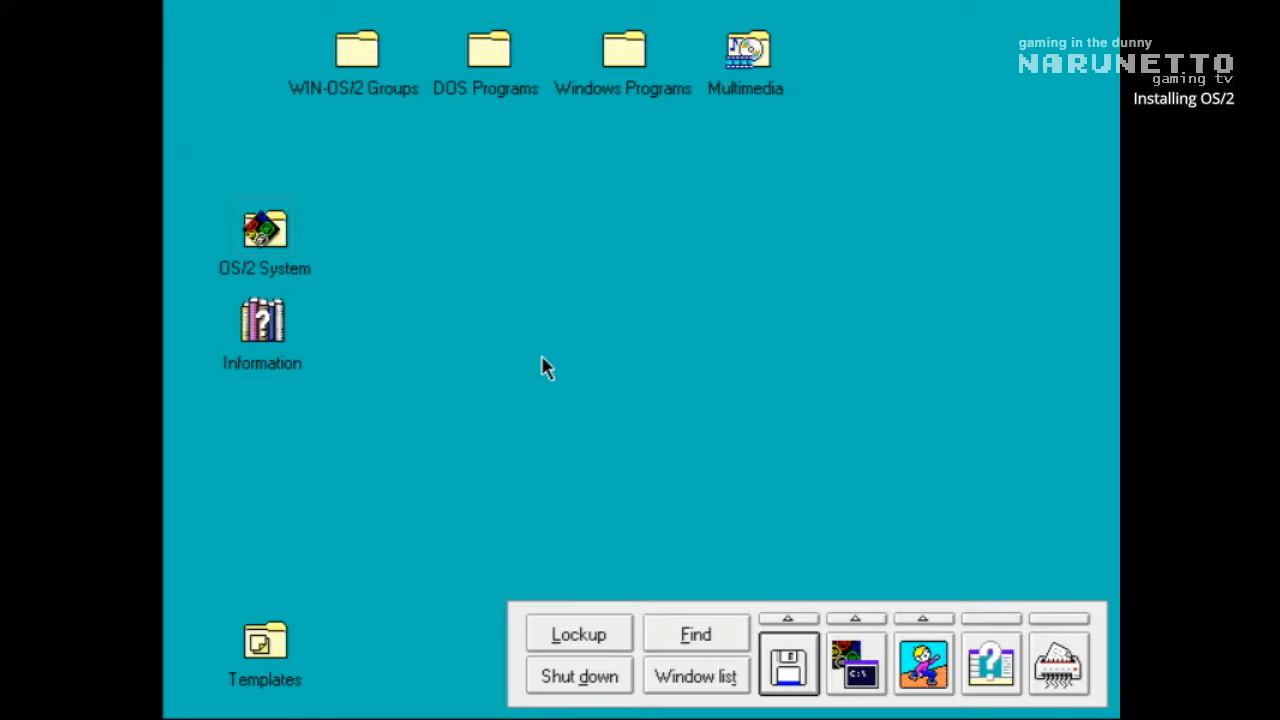 gaming in the dunny
NARUNETTO
gaming tv
Installing OS/2
WIN-OS/2 Groups
DOS Programs
Windows Programs
Multimedia
OS/2 System
Information
Templates
Lockup
Find
Shut down
Window list
C:\